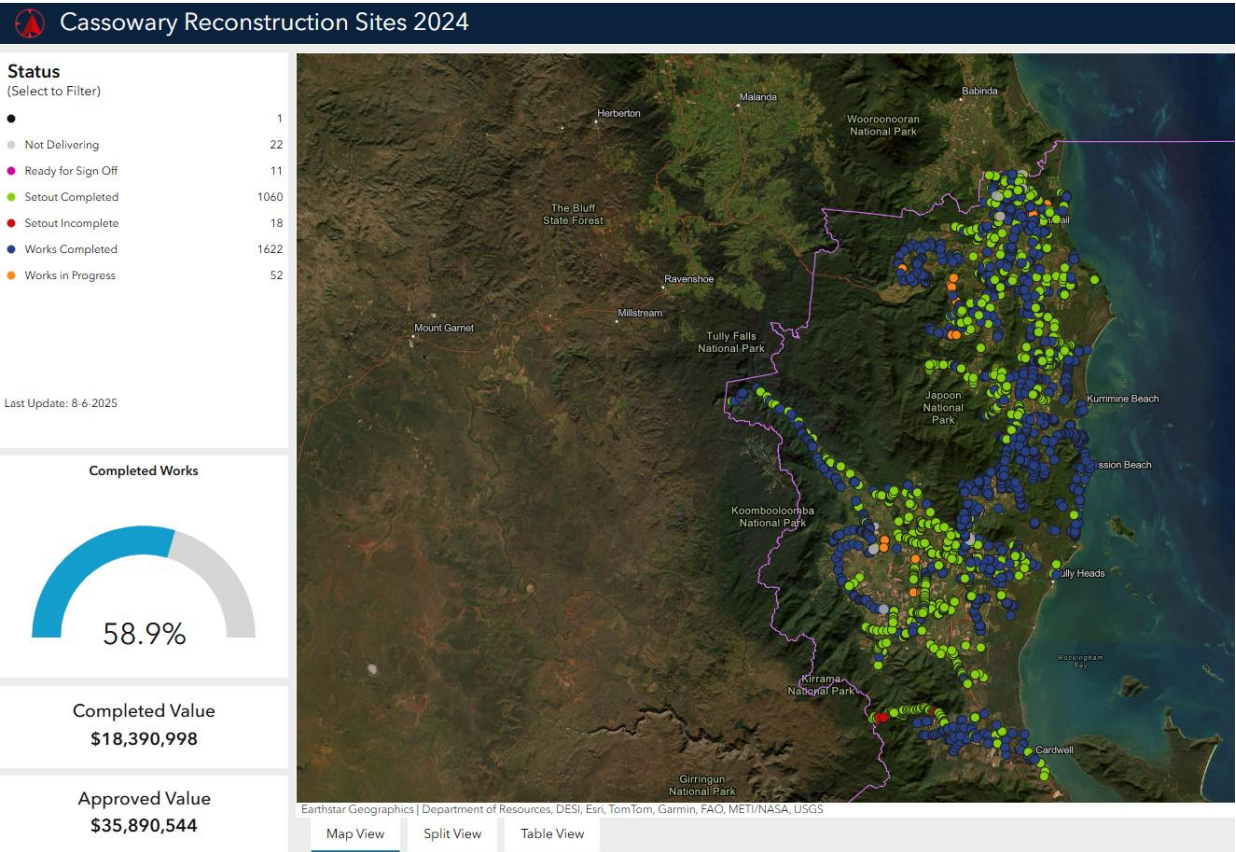 Cassowary Reconstruction Sites 2024
Status
(Select to Filter)
1
Not Delivering 22
Ready for Sign Off 11
Setout Completed 1060
Setout Incomplete 18
Works Completed 1622
Works in Progress 52
Last Update: 8-6-2025
Completed Works
58.9%
Completed Value
$18,390,998
Approved Value
$35,890,544
Babinda
Malanda
Herberton
Wooroonooran
National Park
The Bluff
State Forest
Ravenshoe
Millstream
Mount Garnet
Tully Falls
National Park
Japoon
National
Park
Kurrimine Beach
ssion Beach
Koombooloomba
National Park
ully Heads
Rockingham
Bay
Kirrama
National Park
Cardwell
Girringun
National Park
Earthstar Geographics | Department of Resources, DESI, Esri, TomTom, Garmin, FAO, METI/NASA, USGS
Map View Split View Table View